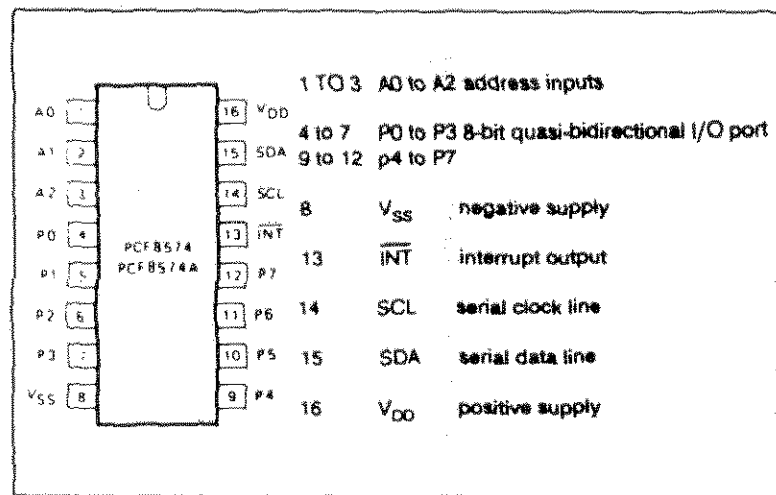 A0 1 16 VDD
A1 2 15 SDA
A2 3 14 SCL
P0 4 13 INT
P1 5 12 P7
P2 6 11 P6
P3 7 10 P5
VSS 8 9 P4
PCF8574
PCF8574A
1 TO 3 A0 to A2 address inputs
4 to 7 P0 to P3 8-bit quasi-bidirectional I/O port
9 to 12 p4 to P7
8 VSS negative supply
13 INT interrupt output
14 SCL serial clock line
15 SDA serial data line
16 VDD positive supply